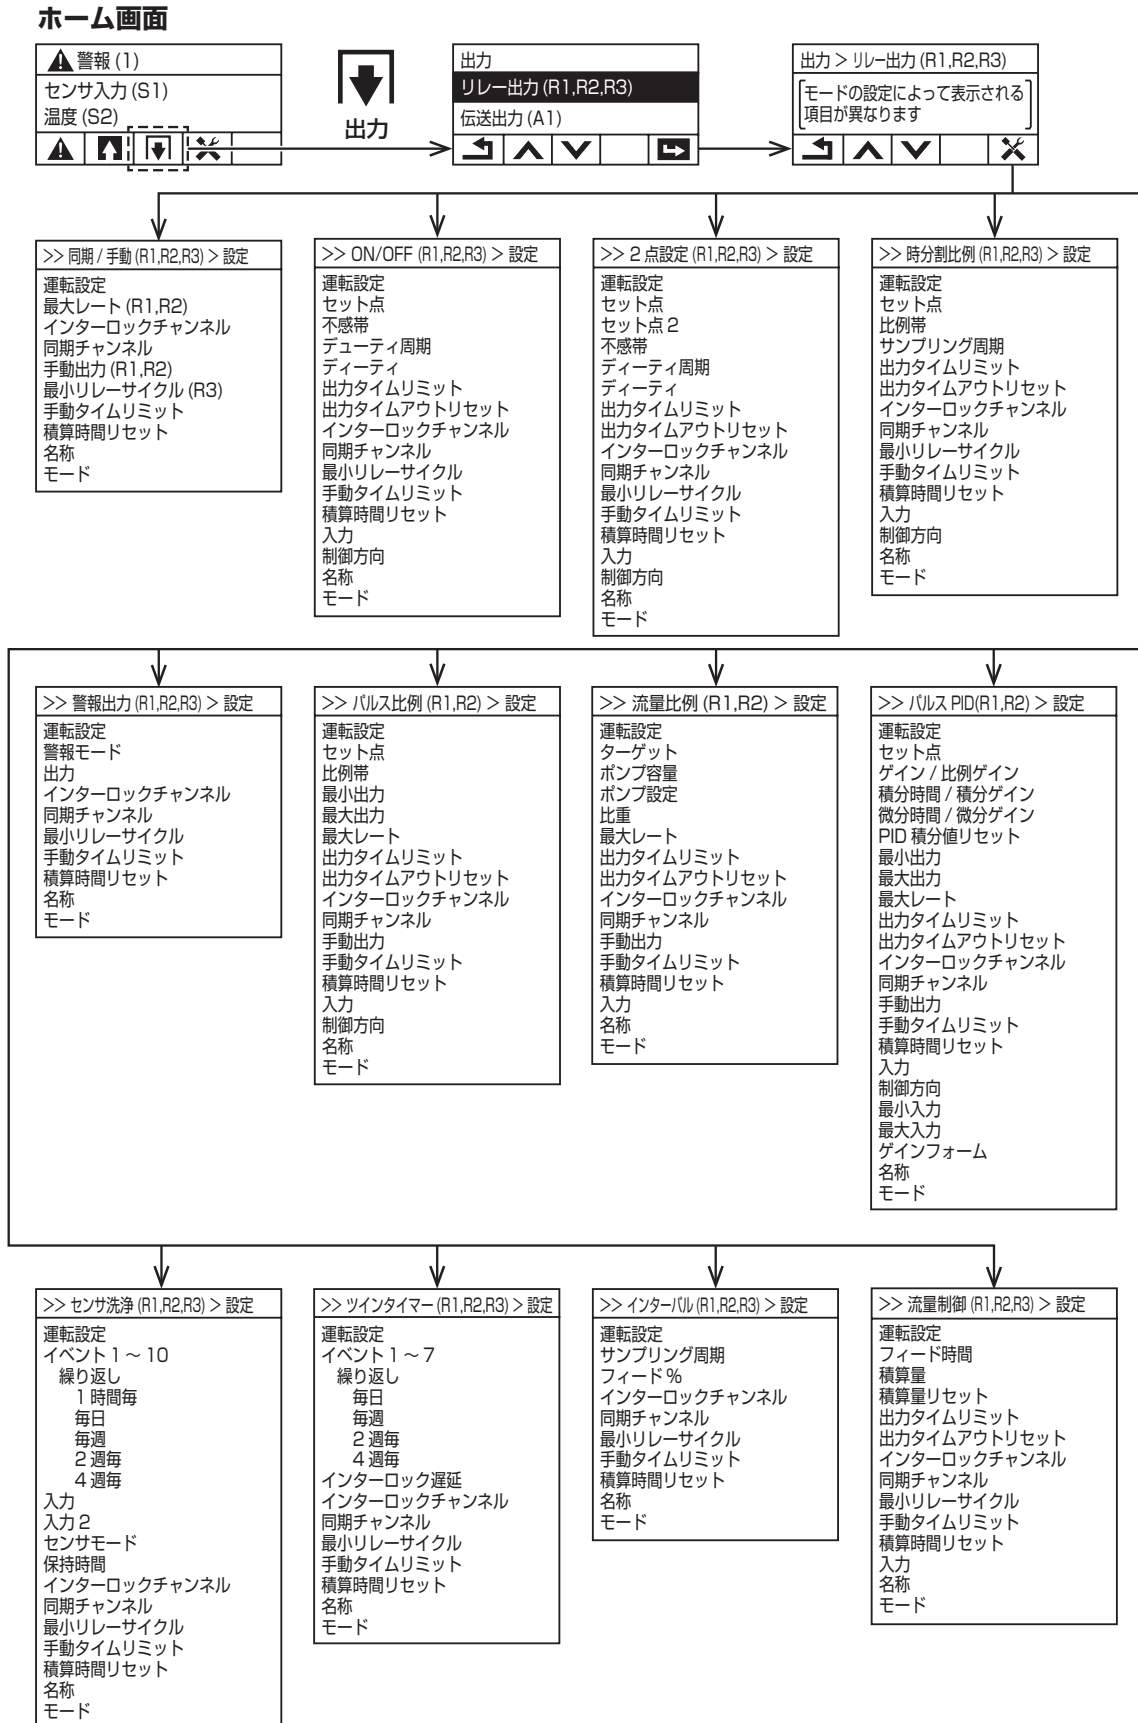 ホーム画面
警報 (1)
センサ入力 (S1)
温度 (S2)
出力
出力
リレー出力 (R1,R2,R3)
伝送出力 (A1)
出力 > リレー出力 (R1,R2,R3)
モードの設定によって表示される
項目が異なります
>> 同期 / 手動 (R1,R2,R3) > 設定
運転設定
最大レート (R1,R2)
インターロックチャンネル
同期チャンネル
手動出力 (R1,R2)
最小リレーサイクル (R3)
手動タイムリミット
積算時間リセット
名称
モード
>> ON/OFF (R1,R2,R3) > 設定
運転設定
セット点
不感帯
デューティ周期
ディーティ
出力タイムリミット
出力タイムアウトリセット
インターロックチャンネル
同期チャンネル
最小リレーサイクル
手動タイムリミット
積算時間リセット
入力
制御方向
名称
モード
>> 2 点設定 (R1,R2,R3) > 設定
運転設定
セット点
セット点 2
不感帯
ディーティ周期
ディーティ
出力タイムリミット
出力タイムアウトリセット
インターロックチャンネル
同期チャンネル
最小リレーサイクル
手動タイムリミット
積算時間リセット
入力
制御方向
名称
モード
>> 時分割比例 (R1,R2,R3) > 設定
運転設定
セット点
比例帯
サンプリング周期
出力タイムリミット
出力タイムアウトリセット
インターロックチャンネル
同期チャンネル
最小リレーサイクル
手動タイムリミット
積算時間リセット
入力
制御方向
名称
モード
>> 警報出力 (R1,R2,R3) > 設定
運転設定
警報モード
出力
インターロックチャンネル
同期チャンネル
最小リレーサイクル
手動タイムリミット
積算時間リセット
名称
モード
>> パルス比例 (R1,R2) > 設定
運転設定
セット点
比例帯
最小出力
最大出力
最大レート
出力タイムリミット
出力タイムアウトリセット
インターロックチャンネル
同期チャンネル
手動出力
手動タイムリミット
積算時間リセット
入力
制御方向
名称
モード
>> 流量比例 (R1,R2) > 設定
運転設定
ターゲット
ポンプ容量
ポンプ設定
比重
最大レート
出力タイムリミット
出力タイムアウトリセット
インターロックチャンネル
同期チャンネル
手動出力
手動タイムリミット
積算時間リセット
入力
名称
モード
>> パルス PID(R1,R2) > 設定
運転設定
セット点
ゲイン / 比例ゲイン
積分時間 / 積分ゲイン
微分時間 / 微分ゲイン
PID 積分値リセット
最小出力
最大出力
最大レート
出力タイムリミット
出力タイムアウトリセット
インターロックチャンネル
同期チャンネル
手動出力
手動タイムリミット
積算時間リセット
入力
制御方向
最小入力
最大入力
ゲインフォーム
名称
モード
>> センサ洗浄 (R1,R2,R3) > 設定
運転設定
イベント 1 〜 10
繰り返し
1 時間毎
毎日
毎週
2 週毎
4 週毎
入力
入力 2
センサモード
保持時間
インターロックチャンネル
同期チャンネル
最小リレーサイクル
手動タイムリミット
積算時間リセット
名称
モード
>> ツインタイマー (R1,R2,R3) > 設定
運転設定
イベント 1 〜 7
繰り返し
毎日
毎週
2 週毎
4 週毎
インターロック遅延
インターロックチャンネル
同期チャンネル
最小リレーサイクル
手動タイムリミット
積算時間リセット
名称
モード
>> インターバル (R1,R2,R3) > 設定
運転設定
サンプリング周期
フィード %
インターロックチャンネル
同期チャンネル
最小リレーサイクル
手動タイムリミット
積算時間リセット
名称
モード
>> 流量制御 (R1,R2,R3) > 設定
運転設定
フィード時間
積算量
積算量リセット
出力タイムリミット
出力タイムアウトリセット
インターロックチャンネル
同期チャンネル
最小リレーサイクル
手動タイムリミット
積算時間リセット
入力
名称
モード